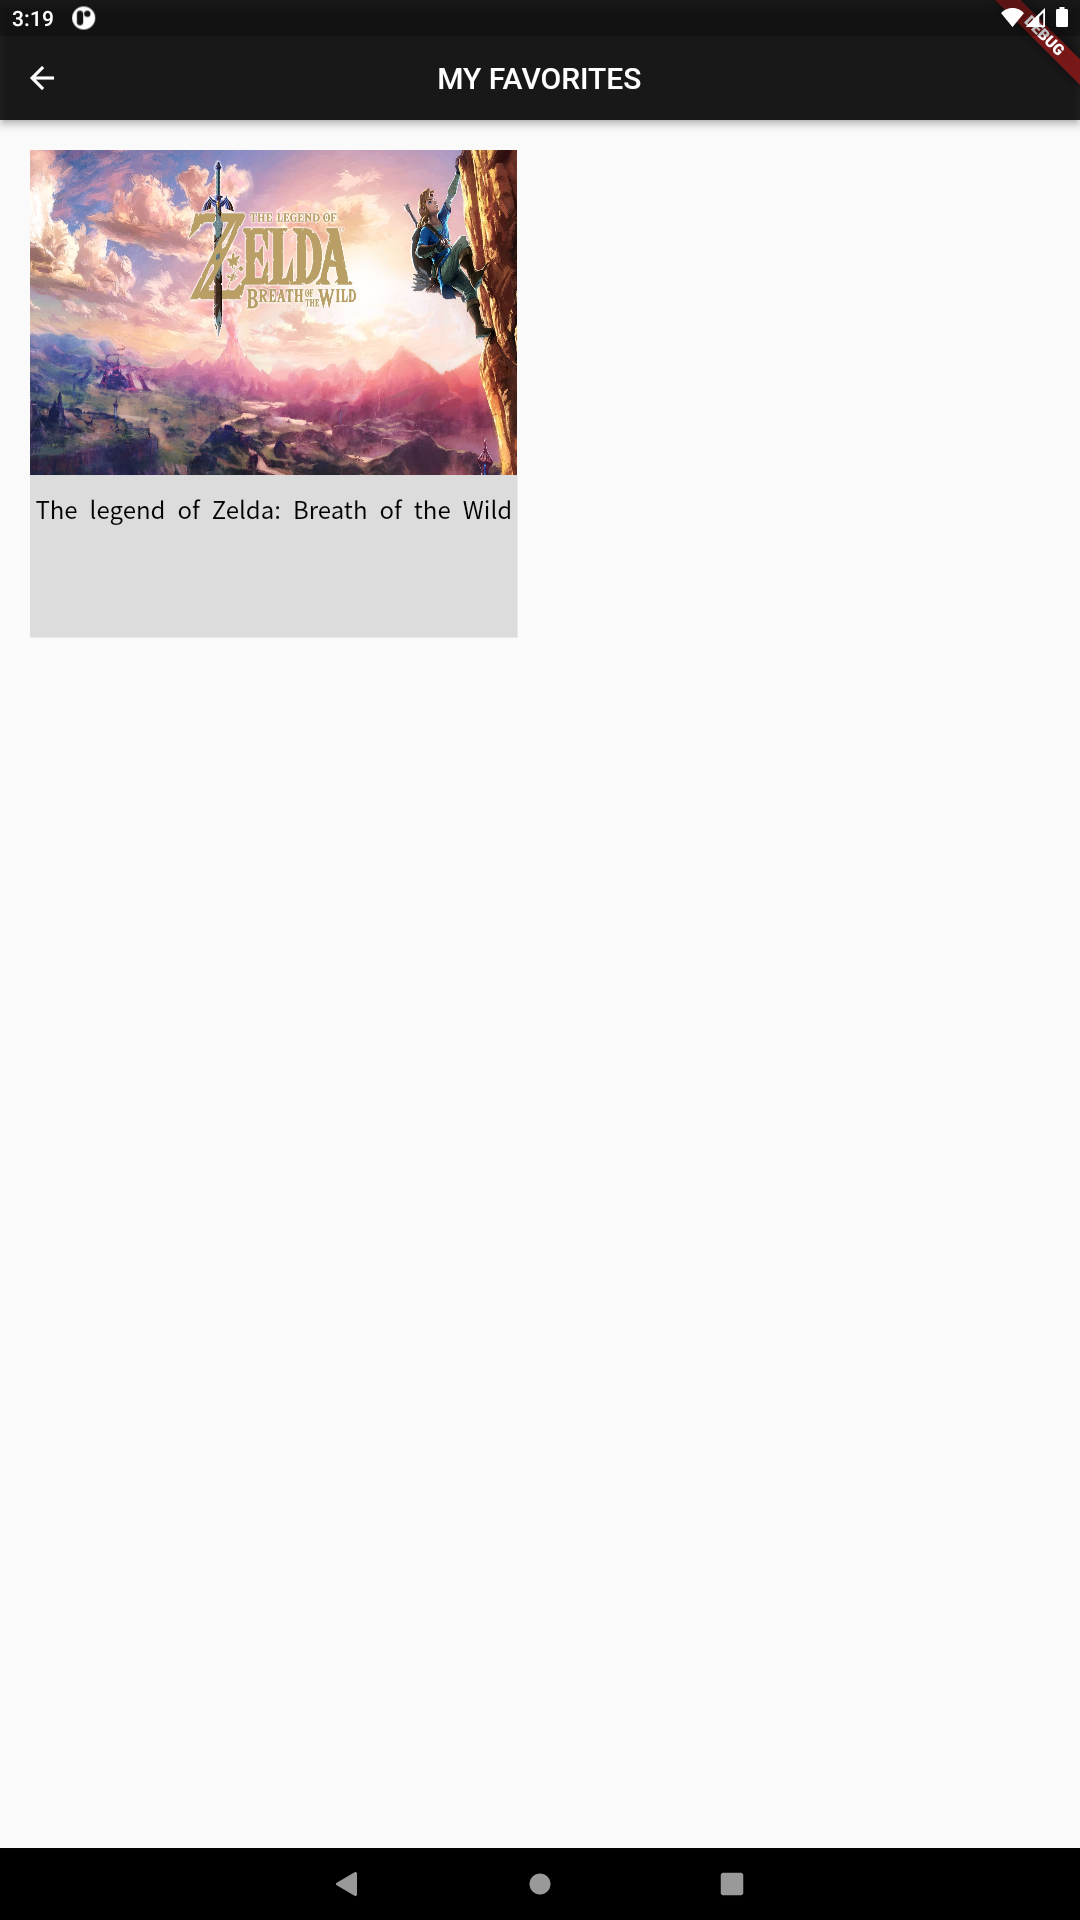 3:19
DEBUG
MY FAVORITES
THE LEGEND OF
ZELDA
BREATH OF THE WILD
The legend of Zelda: Breath of the Wild